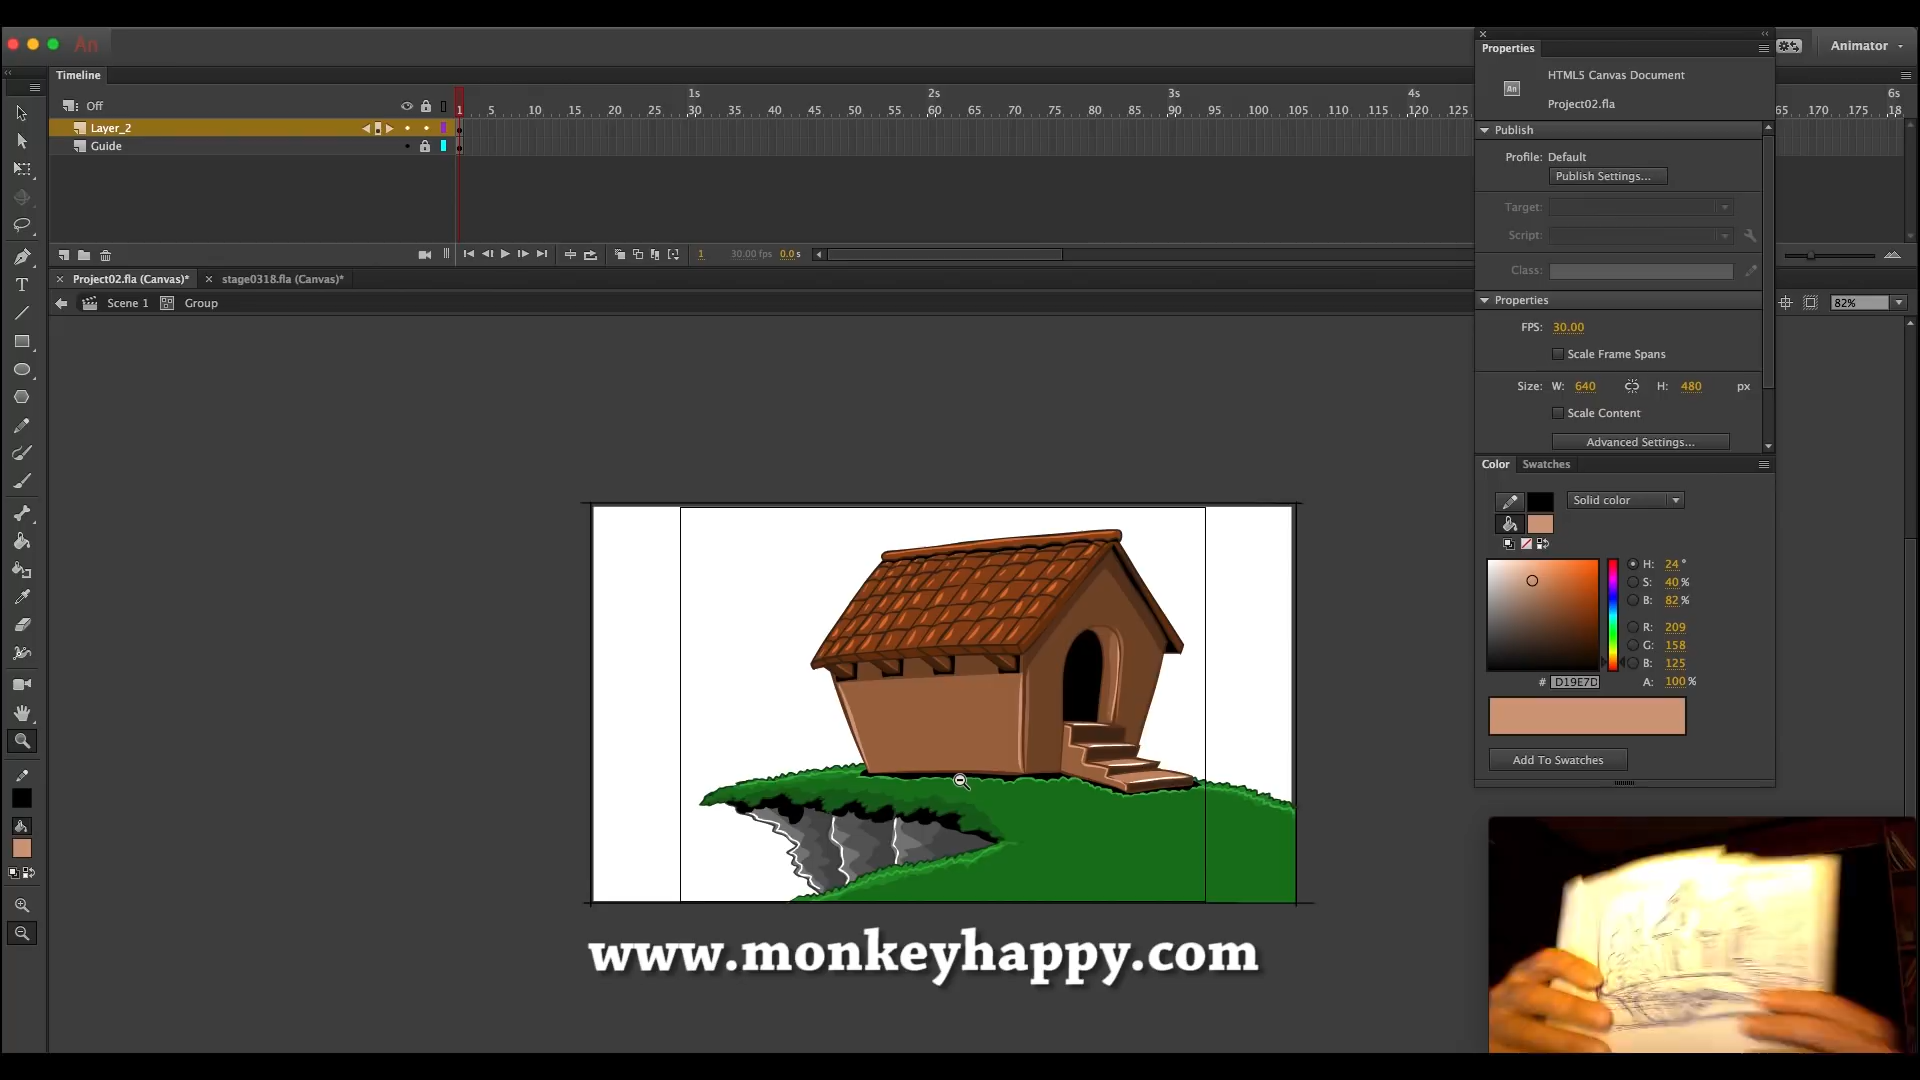 An
Animator
Timeline
Properties
HTML5 Canvas Document
Project02.fla
Off
1s 2s 3s 4s 6s
1 5 10 15 20 25 30 35 40 45 50 55 60 65 70 75 80 85 90 95 100 105 110 115 120 125 65 170 175 18
Layer_2
Guide
Publish
Profile: Default
Publish Settings...
Target:
Script:
Class:
1 30.00 fps 0.0 s
Project02.fla (Canvas)* stage0318.fla (Canvas)*
Scene 1 Group
82%
Properties
FPS: 30.00
Scale Frame Spans
Size: W: 640 H: 480 px
Scale Content
Advanced Settings...
Color Swatches
Solid color
H: 24 °
S: 40 %
B: 82 %
R: 209
G: 158
B: 125
# D19E7D A: 100 %
Add To Swatches
www.monkeyhappy.com